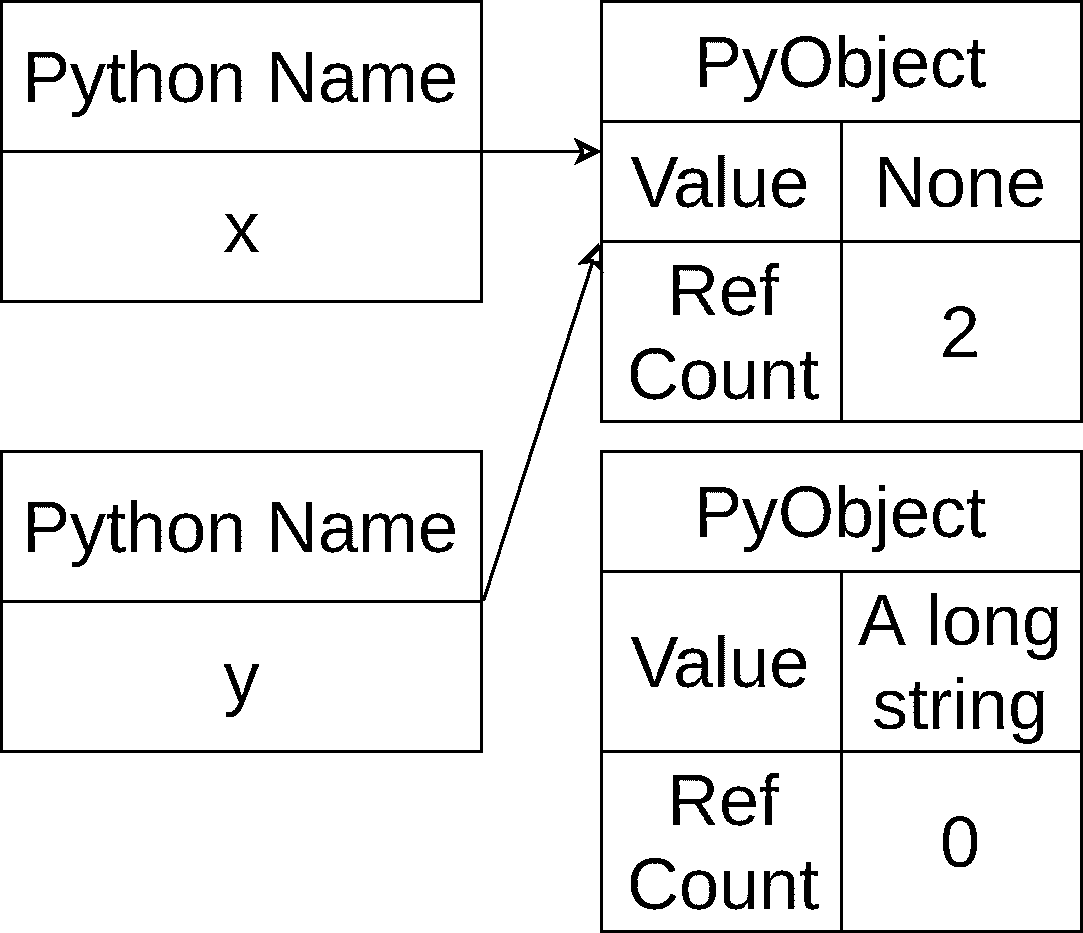 Python Name
x
PyObject
Value
None
Ref
Count
2
Python Name
y
PyObject
Value
A long
string
Ref
Count
0